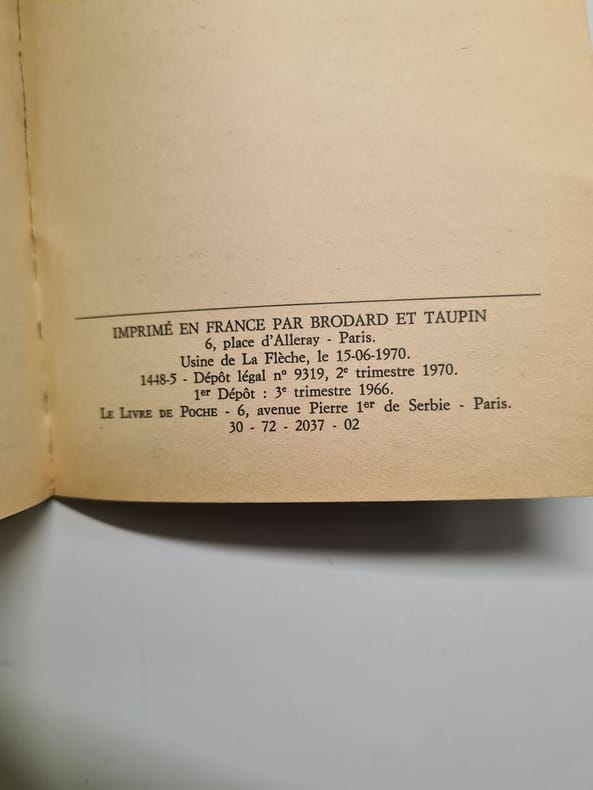 IMPRIMÉ EN FRANCE PAR BRODARD ET TAUPIN
6, place d'Alleray - Paris.
Usine de La Flèche, le 15-06-1970.
1448-5 - Dépôt légal nº 9319, 2e trimestre 1970.
1er Dépôt : 3e trimestre 1966.
LE LIVRE DE POCHE - 6, avenue Pierre 1er de Serbie - Paris.
30 - 72 - 2037 - 02